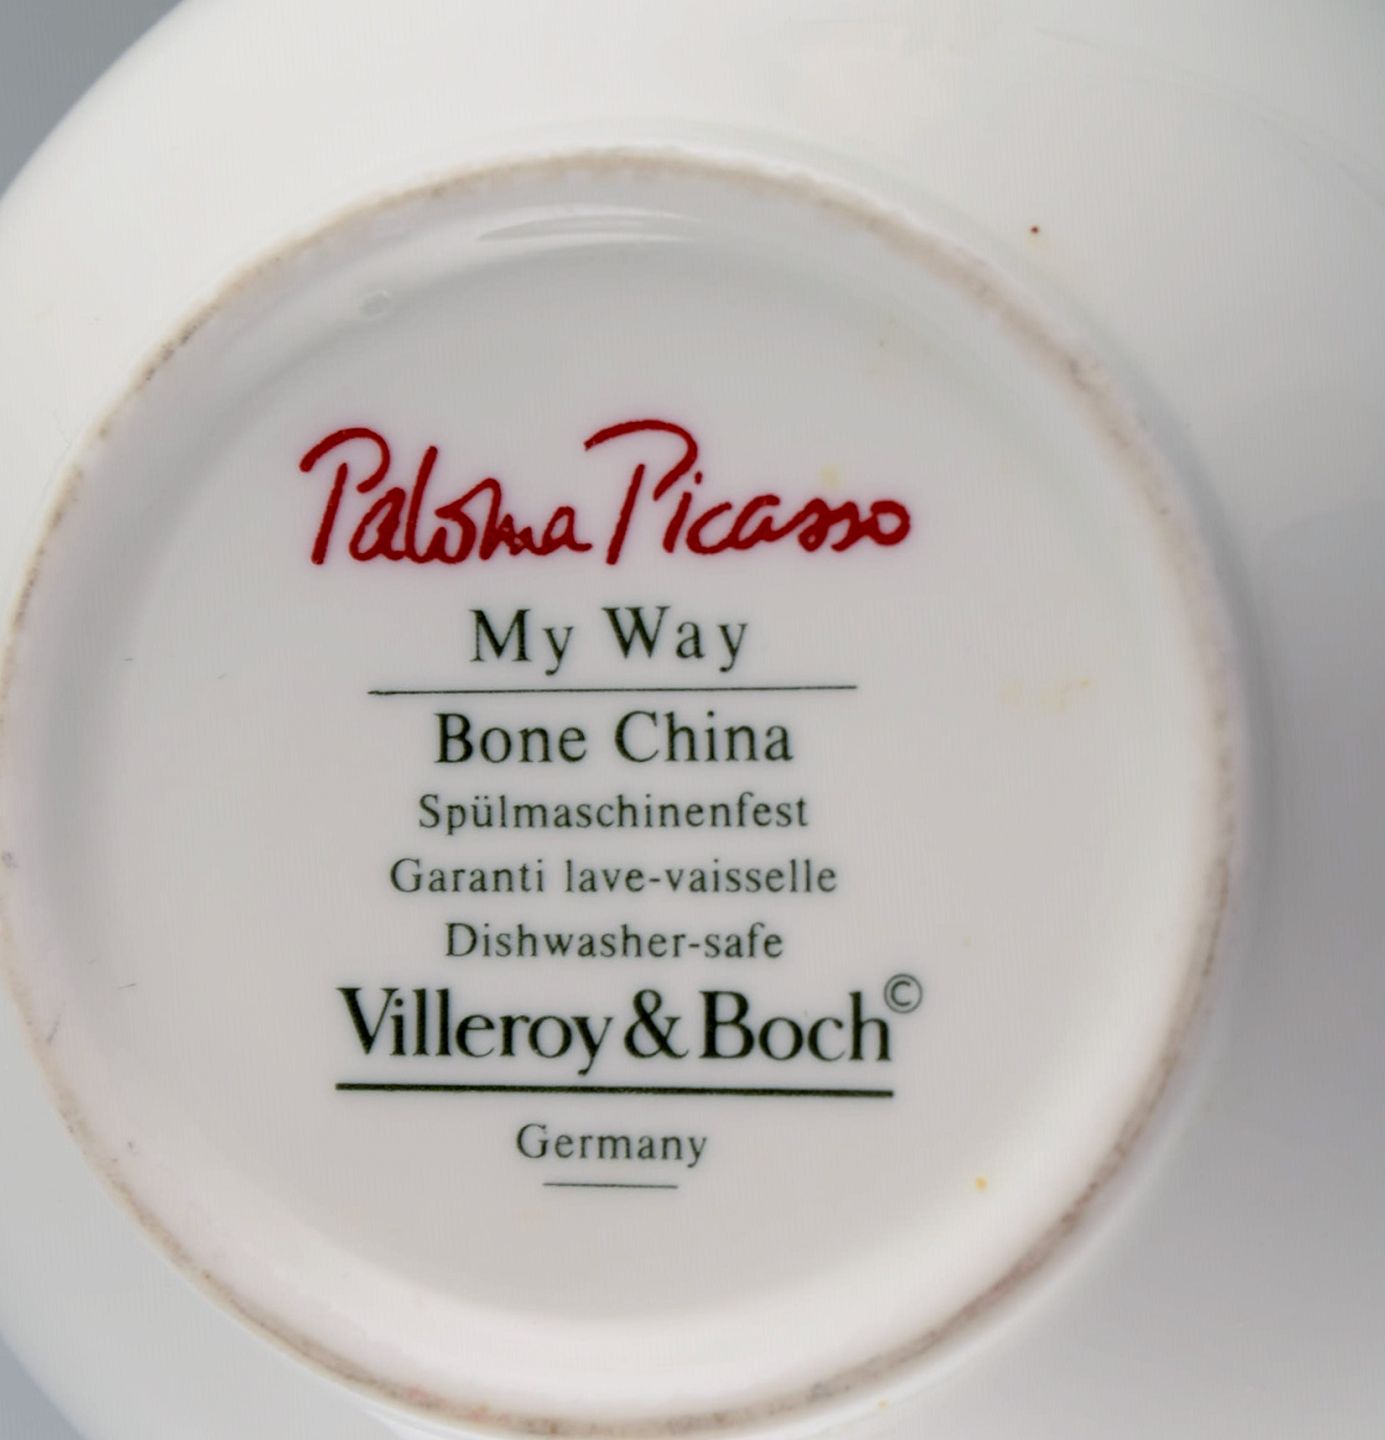 Paloma Picasso
My Way
Bone China
Spülmaschinenfest
Garanti lave-vaisselle
Dishwasher-safe
Villeroy & Boch©
Germany